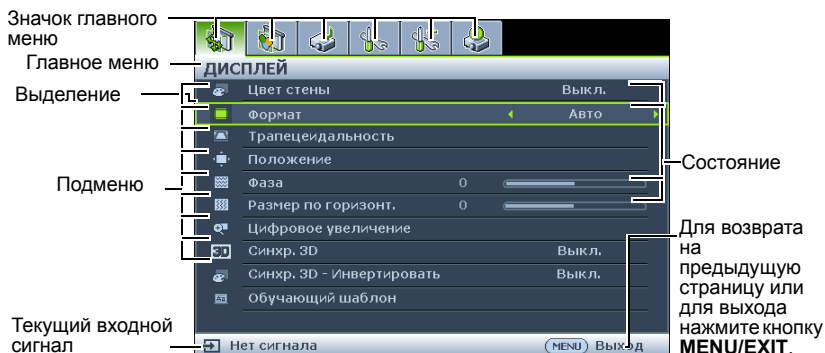 Значок главного
меню
Главное меню
ДИСПЛЕЙ
Выделение
Цвет стены Выкл.
Формат Авто
Трапецеидальность
Положение
Подменю
Фаза 0
Состояние
Размер по горизонт. 0
Цифровое увеличение
3D Синхр. 3D Выкл.
Синхр. 3D - Инвертировать Выкл.
Обучающий шаблон
Для возврата
на
предыдущую
страницу или
для выхода
нажмите кнопку
MENU/EXIT.
Текущий входной
сигнал
Нет сигнала MENU Выход